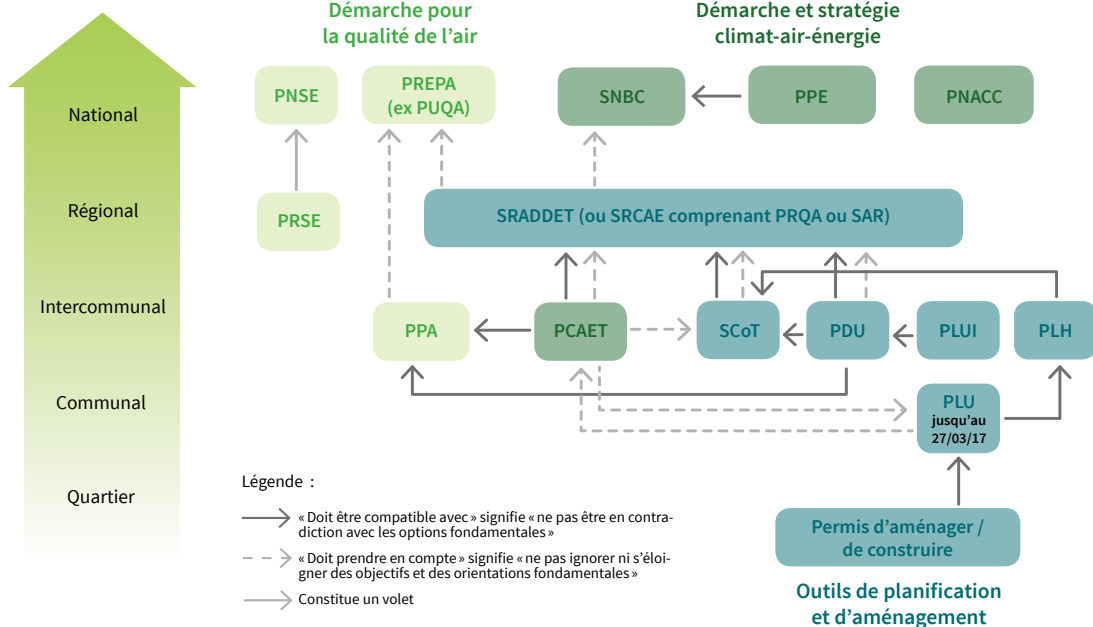 Démarche pour
la qualité de l’air
Démarche et stratégie
climat-air-énergie
National
PNSE
PREPA
(ex PUQA)
SNBC
PPE
PNACC
Régional
PRSE
SRADDET (ou SRCAE comprenant PRQA ou SAR)
Intercommunal
PPA
PCAET
SCoT
PDU
PLUI
PLH
Communal
PLU
jusqu’au
27/03/17
Quartier
Permis d’aménager /
de construire
Outils de planification
et d’aménagement
Légende :
« Doit être compatible avec » signifie « ne pas être en contra-
diction avec les options fondamentales »
« Doit prendre en compte » signifie « ne pas ignorer ni s’éloi-
gner des objectifs et des orientations fondamentales »
Constitue un volet